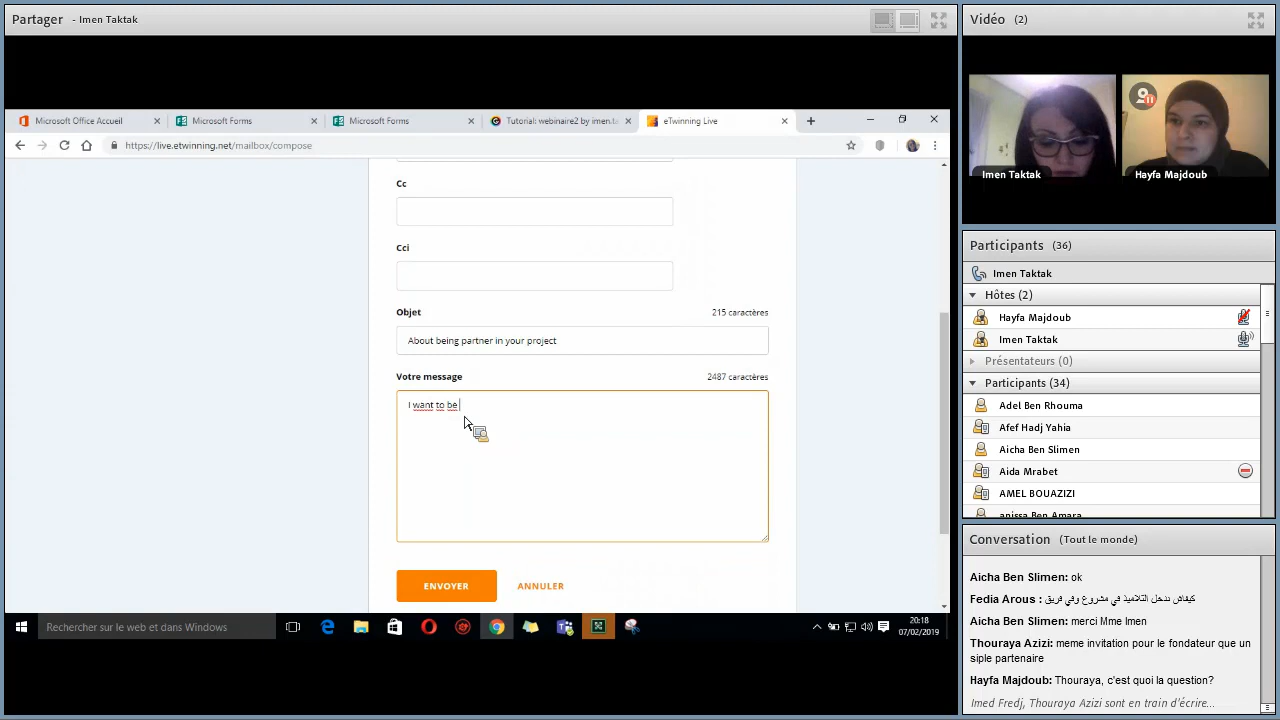 Partager - Imen Taktak
Microsoft Office Accueil
Microsoft Forms
Microsoft Forms
Tutorial: webinaire2 by imen.ta
eTwinning Live
https://live.etwinning.net/mailbox/compose
Cc
Cci
Objet
215 caractères
About being partner in your project
Votre message
2487 caractères
I want to be
ENVOYER
ANNULER
Rechercher sur le web et dans Windows
20:18
07/02/2019
Vidéo (2)
Imen Taktak
Hayfa Majdoub
Participants (36)
Imen Taktak
Hôtes (2)
Hayfa Majdoub
Imen Taktak
Présentateurs (0)
Participants (34)
Adel Ben Rhouma
Afef Hadj Yahia
Aicha Ben Slimen
Aida Mrabet
AMEL BOUAZIZI
anissa Ben Amara
Conversation (Tout le monde)
Aicha Ben Slimen: ok
Fedia Arous : كيفاش ندخل التلاميذ في مشروع وفي فريق
Aicha Ben Slimen: merci Mme Imen
Thouraya Azizi: meme invitation pour le fondateur que un
siple partenaire
Hayfa Majdoub: Thouraya, c'est quoi la question?
Imed Fredj, Thouraya Azizi sont en train d'écrire...